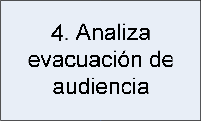 4. Analiza
evacuación de
audiencia